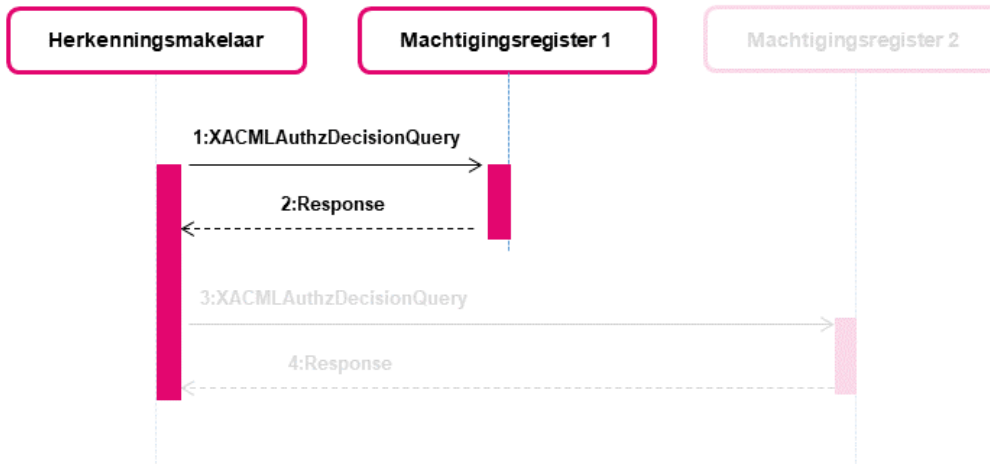 Herkenningsmakelaar
Machtigingsregister 1
Machtigingsregister 2
1:XACMLAuthzDecisionQuery
2:Response
3:XACMLAuthzDecisionQuery
4:Response